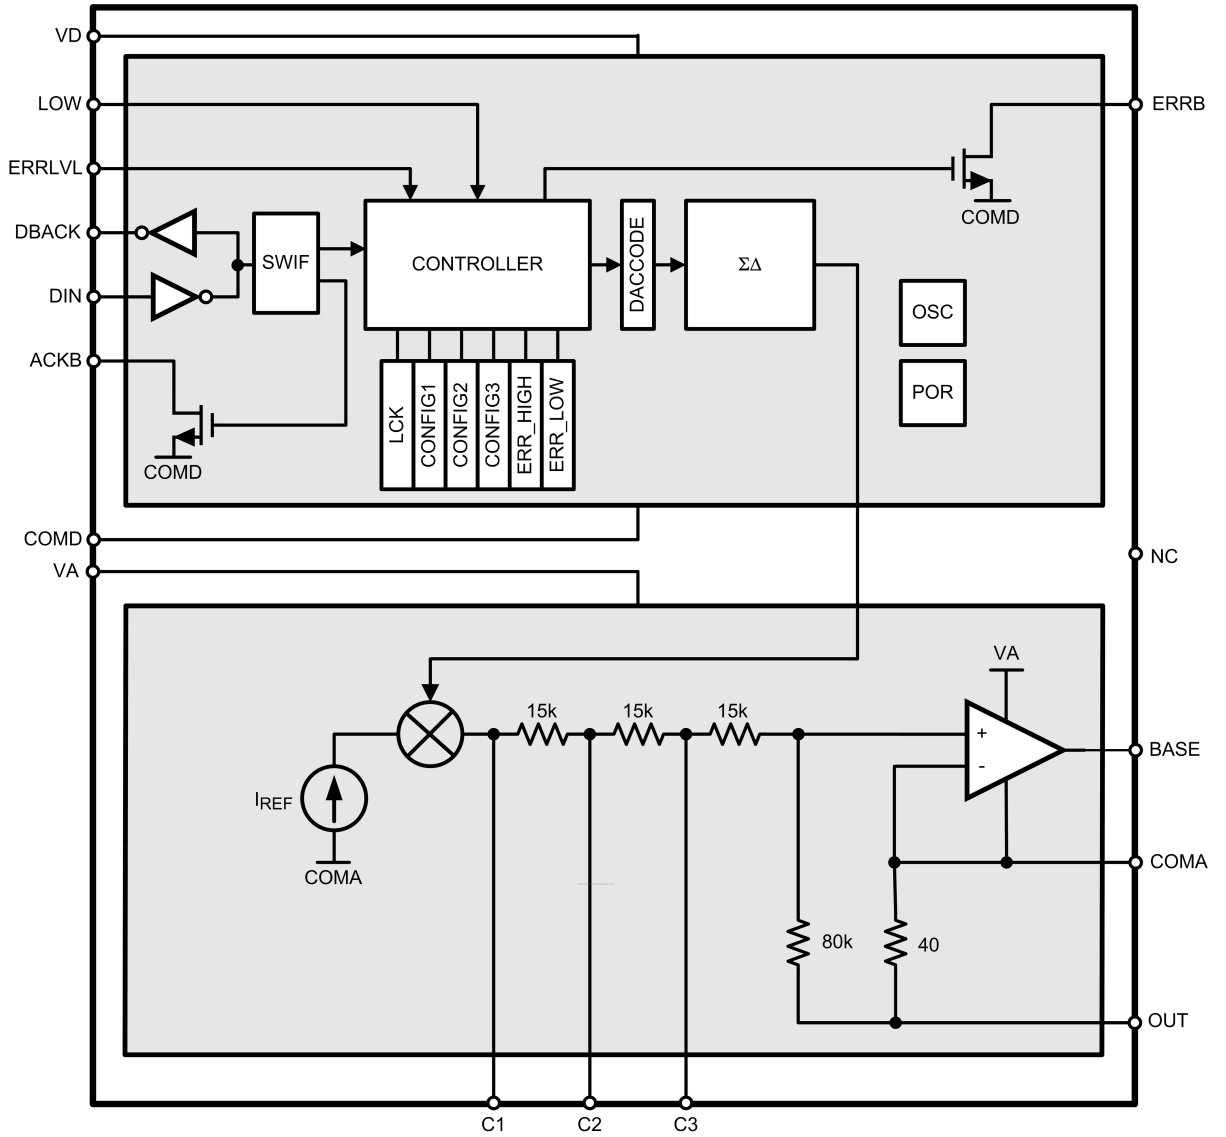 VD
LOW
ERRB
ERRLVL
COMD
DBACK
SWIF
CONTROLLER
DACCODE
ΣΔ
DIN
OSC
ACKB
POR
LCK
CONFIG1
CONFIG2
CONFIG3
ERR_HIGH
ERR_LOW
COMD
COMD
VA
NC
VA
15k
15k
15k
+
-
BASE
IREF
COMA
COMA
80k
40
OUT
C1
C2
C3